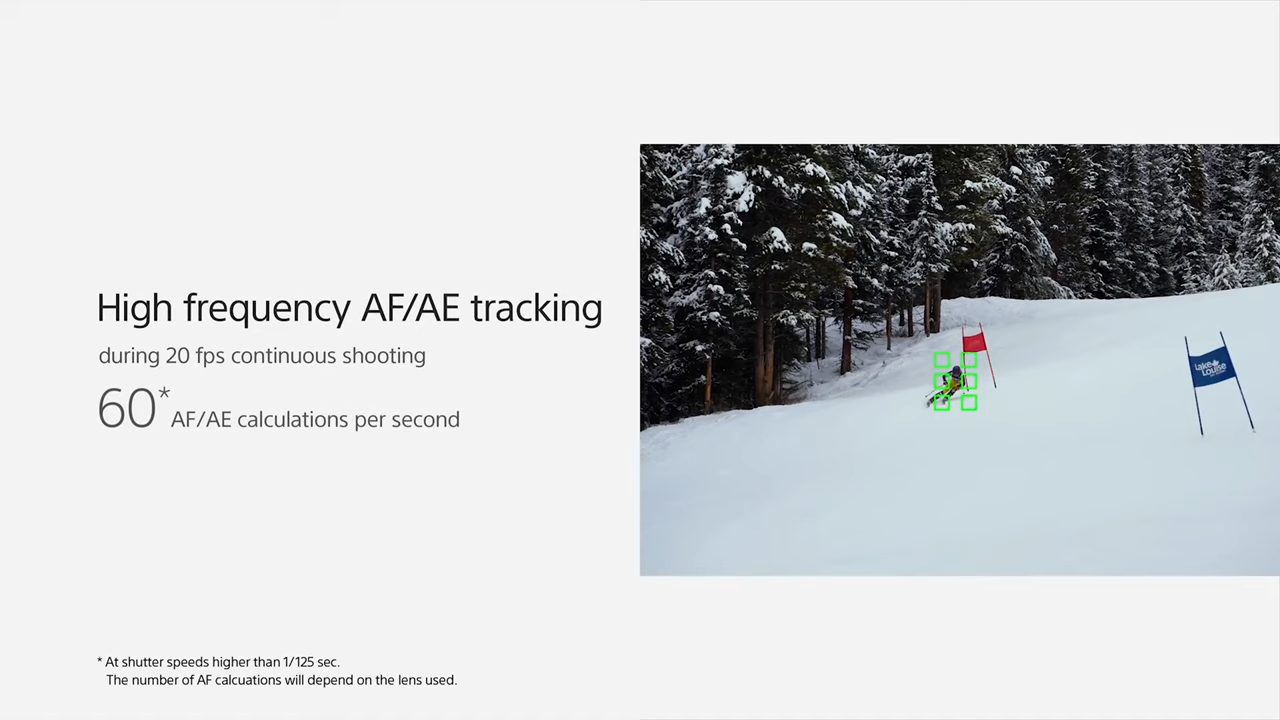 High frequency AF/AE tracking
during 20 fps continuous shooting
60* AF/AE calculations per second
lake
Louise
* At shutter speeds higher than 1/125 sec.
The number of AF calcuations will depend on the lens used.